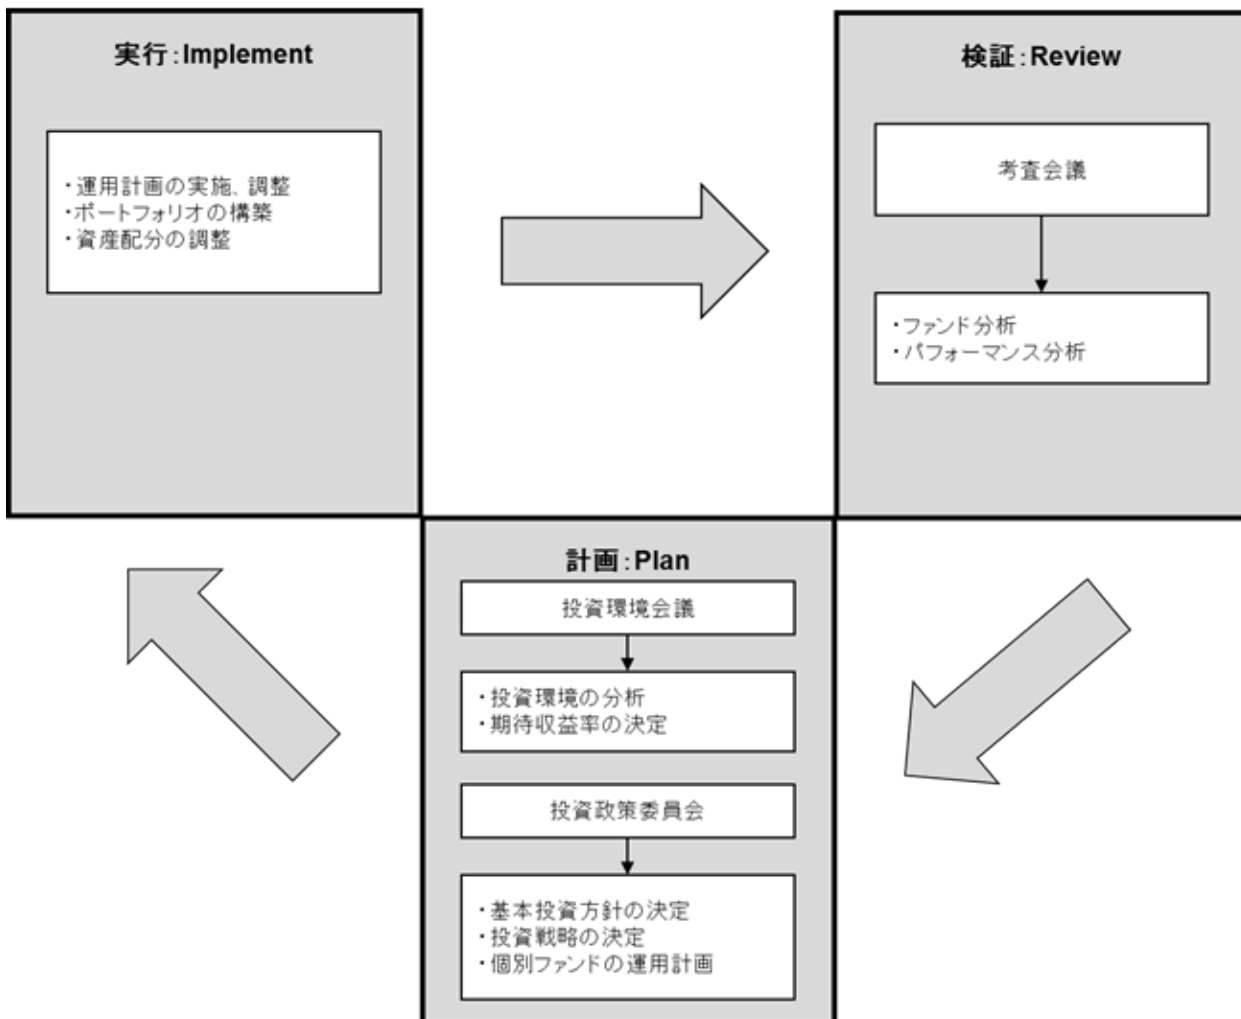 実行:Implement
・運用計画の実施、調整
・ポートフォリオの構築
・資産配分の調整
検証:Review
考査会議
・ファンド分析
・パフォーマンス分析
計画:Plan
投資環境会議
・投資環境の分析
・期待収益率の決定
投資政策委員会
・基本投資方針の決定
・投資戦略の決定
・個別ファンドの運用計画